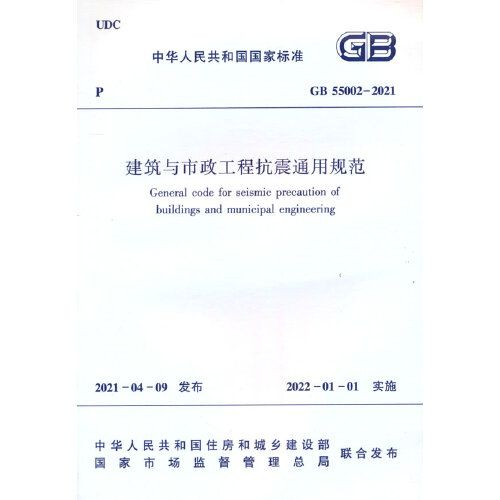 UDC
中华人民共和国国家标准 GB
P GB 55002-2021
建筑与市政工程抗震通用规范
General code for seismic precaution of
buildings and municipal engineering
2021-04-09 发布 2022-01-01 实施
中华人民共和国住房和城乡建设部
国家市场监督管理总局
联合发布